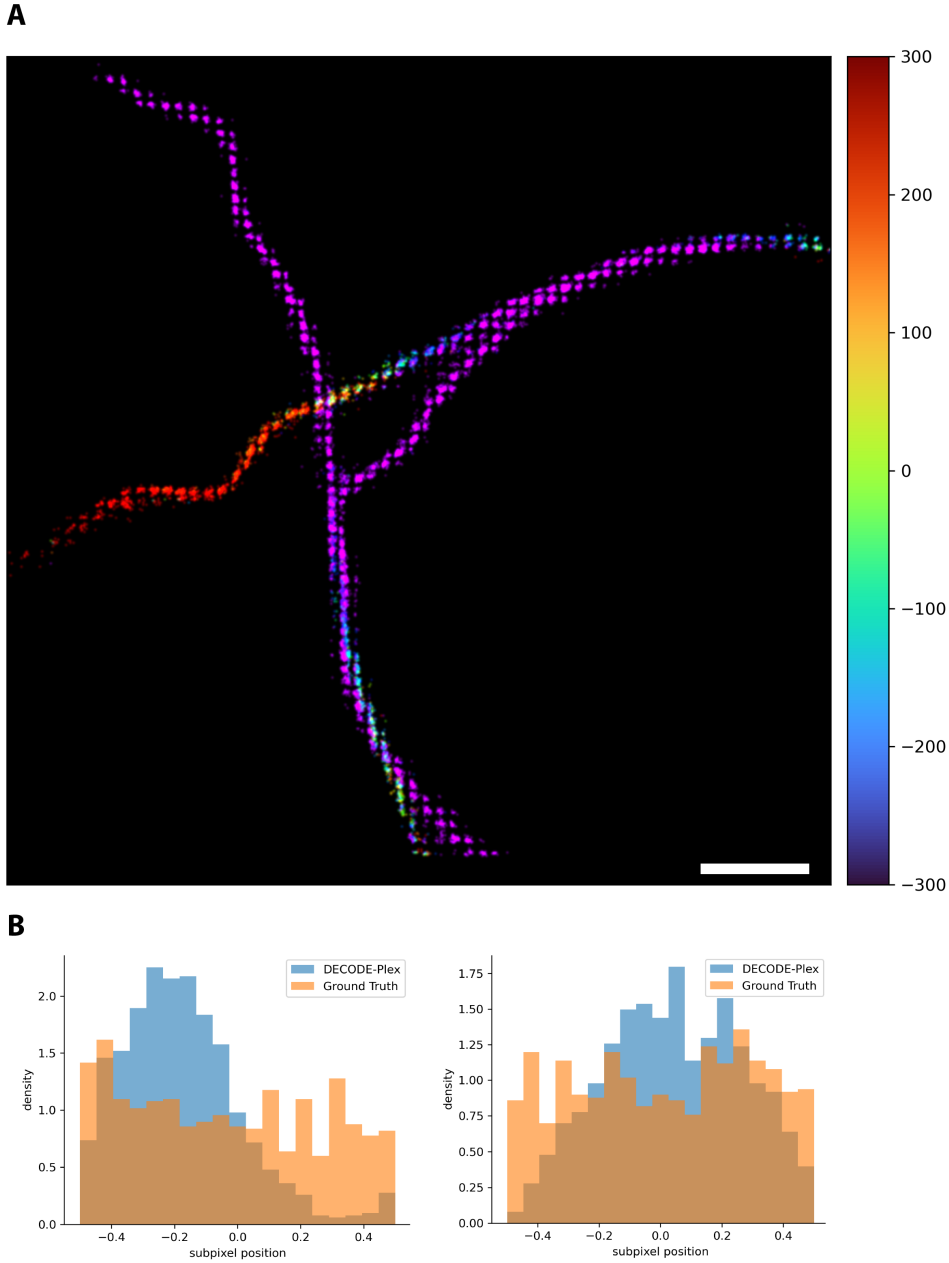 A
300
200
100
0
−100
−200
−300
B
DECODE-Plex
Ground Truth
2.0
1.5
1.0
0.5
0.0
density
−0.4 −0.2 0.0 0.2 0.4
subpixel position
DECODE-Plex
Ground Truth
1.75
1.50
1.25
1.00
0.75
0.50
0.25
0.00
density
−0.4 −0.2 0.0 0.2 0.4
subpixel position